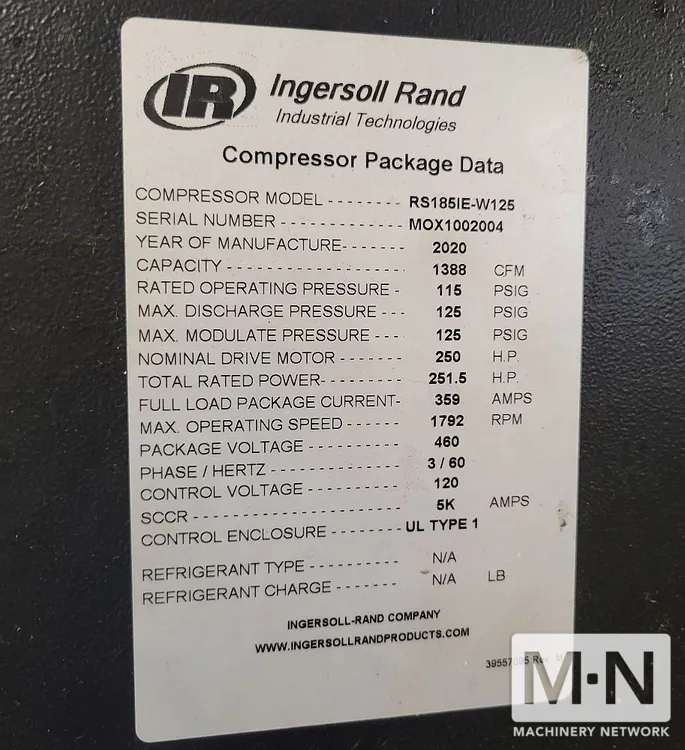 IR Ingersoll Rand
Industrial Technologies
Compressor Package Data
COMPRESSOR MODEL -------- RS185IE-W125
SERIAL NUMBER ------------- MOX1002004
YEAR OF MANUFACTURE------- 2020
CAPACITY -------------------- 1388 CFM
RATED OPERATING PRESSURE - 115 PSIG
MAX. DISCHARGE PRESSURE --- 125 PSIG
MAX. MODULATE PRESSURE --- 125 PSIG
NOMINAL DRIVE MOTOR ------- 250 H.P.
TOTAL RATED POWER--------- 251.5 H.P.
FULL LOAD PACKAGE CURRENT- 359 AMPS
MAX. OPERATING SPEED ------ 1792 RPM
PACKAGE VOLTAGE ---------- 460
PHASE / HERTZ --------------- 3 / 60
CONTROL VOLTAGE ---------- 120
SCCR ----------------------- 5K AMPS
CONTROL ENCLOSURE -------- UL TYPE 1
REFRIGERANT TYPE ---------- N/A
REFRIGERANT CHARGE ------- N/A LB
INGERSOLL-RAND COMPANY
WWW.INGERSOLLRANDPRODUCTS.COM
M·N
MACHINERY NETWORK